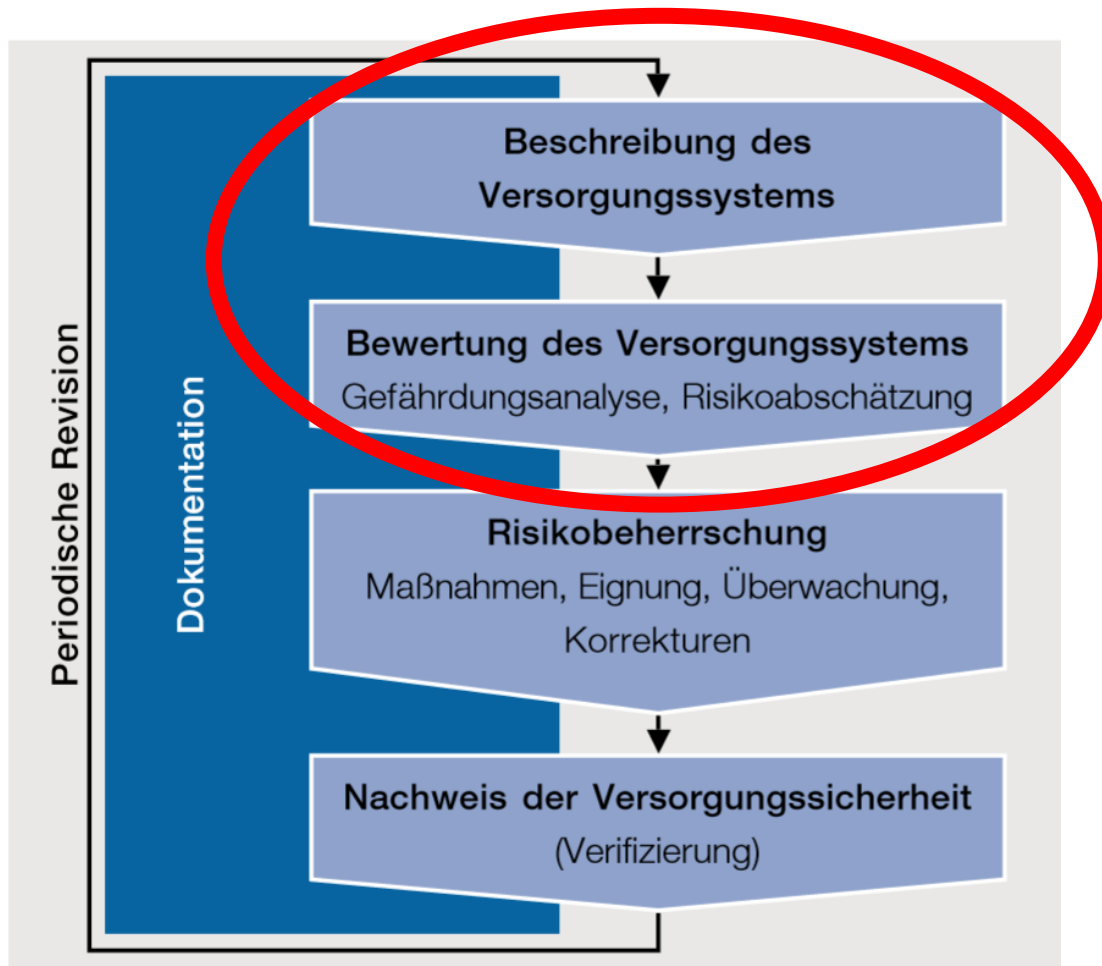 Beschreibung des
Versorgungssystems
Bewertung des Versorgungssystems
Gefährdungsanalyse, Risikoabschätzung
Risikobeherrschung
Maßnahmen, Eignung, Überwachung,
Korrekturen
Nachweis der Versorgungssicherheit
(Verifizierung)
Dokumentation
Periodische Revision